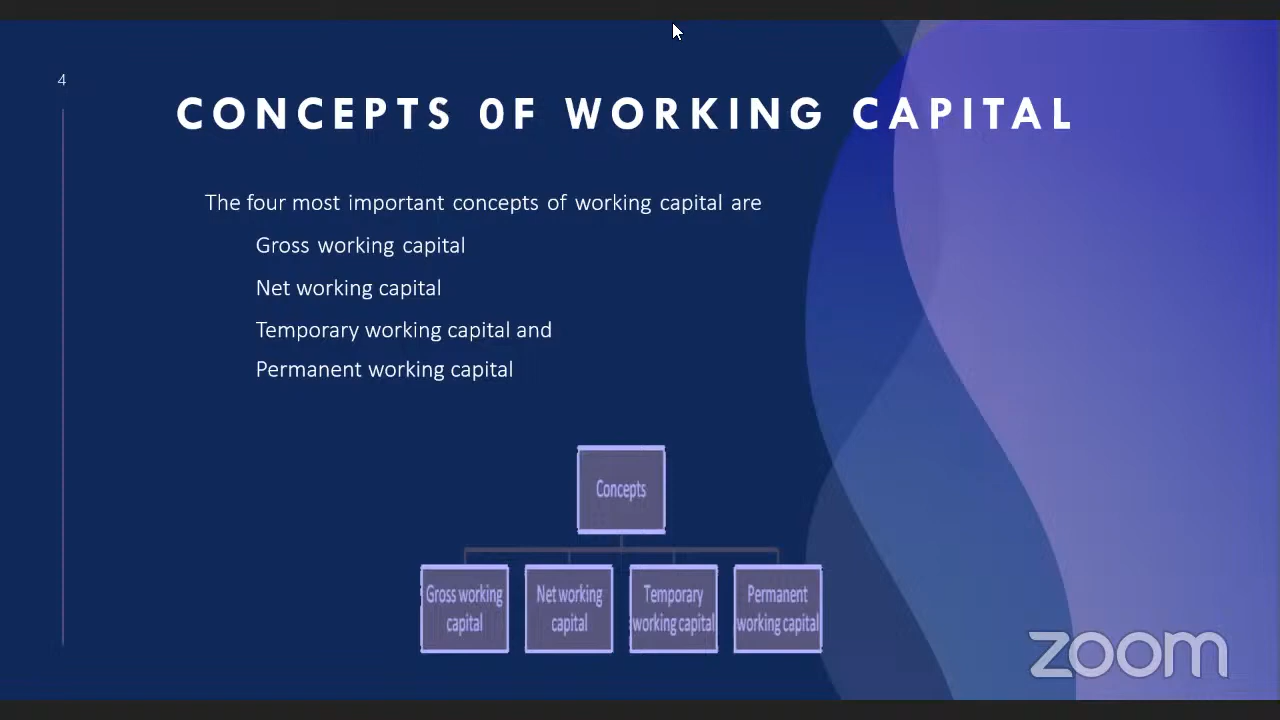 4
CONCEPTS 0F WORKING CAPITAL
The four most important concepts of working capital are
Gross working capital
Net working capital
Temporary working capital and
Permanent working capital
Concepts
Gross working
capital
Net working
capital
Temporary
working capital
Permanent
working capital
zoom